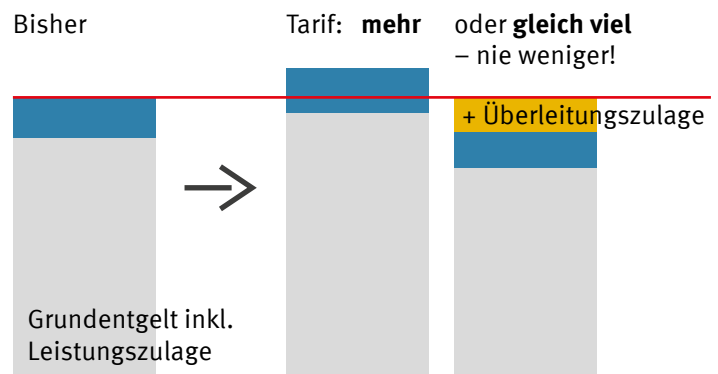 Bisher
Tarif: mehr
oder gleich viel
– nie weniger!
+ Überleitungszulage
Grundentgelt inkl.
Leistungszulage